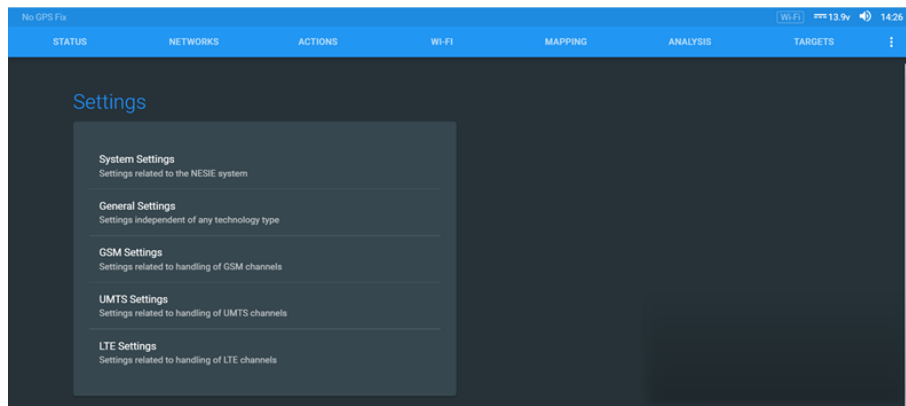 No GPS Fix Wi-Fi 13.9v 14:26
STATUS NETWORKS ACTIONS WI-FI MAPPING ANALYSIS TARGETS
Settings
System Settings
Settings related to the NESIE system
General Settings
Settings independent of any technology type
GSM Settings
Settings related to handling of GSM channels
UMTS Settings
Settings related to handling of UMTS channels
LTE Settings
Settings related to handling of LTE channels